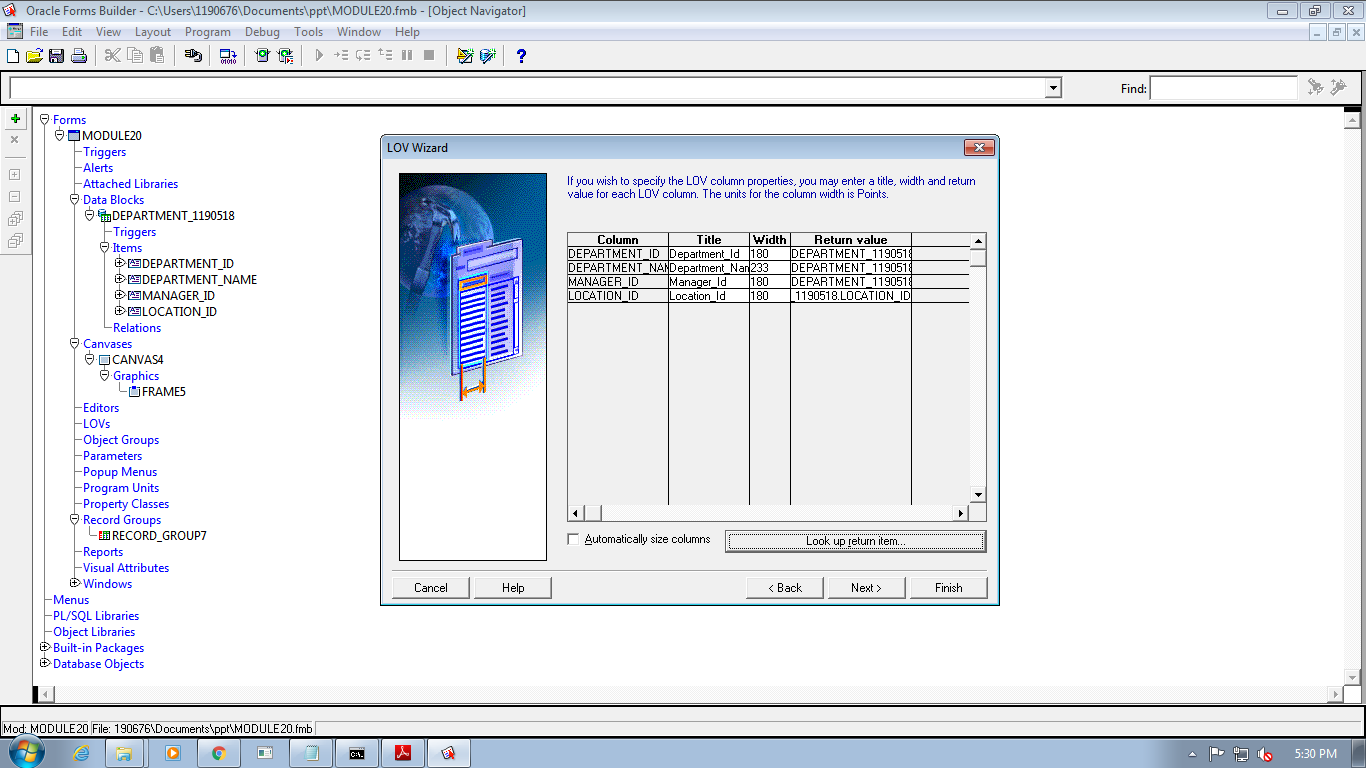 Oracle Forms Builder - C:\Users\1190676\Documents\ppt\MODULE20.fmb - [Object Navigator]
File Edit View Layout Program Debug Tools Window Help
Find:
Forms
MODULE20
Triggers
Alerts
Attached Libraries
Data Blocks
DEPARTMENT_1190518
Triggers
Items
DEPARTMENT_ID
DEPARTMENT_NAME
MANAGER_ID
LOCATION_ID
Relations
Canvases
CANVAS4
Graphics
FRAME5
Editors
LOVs
Object Groups
Parameters
Popup Menus
Program Units
Property Classes
Record Groups
RECORD_GROUP7
Reports
Visual Attributes
Windows
Menus
PL/SQL Libraries
Object Libraries
Built-in Packages
Database Objects
LOV Wizard
If you wish to specify the LOV column properties, you may enter a title, width and return
value for each LOV column. The units for the column width is Points.
Column Title Width Return value
DEPARTMENT_ID Department_Id 180 DEPARTMENT_1190518
DEPARTMENT_NAM Department_Nam 233 DEPARTMENT_1190518
MANAGER_ID Manager_Id 180 DEPARTMENT_1190518
LOCATION_ID Location_Id 180 _1190518.LOCATION_ID
Automatically size columns Look up return item...
Cancel Help < Back Next > Finish
Mod: MODULE20 File: 190676\Documents\ppt\MODULE20.fmb
5:30 PM